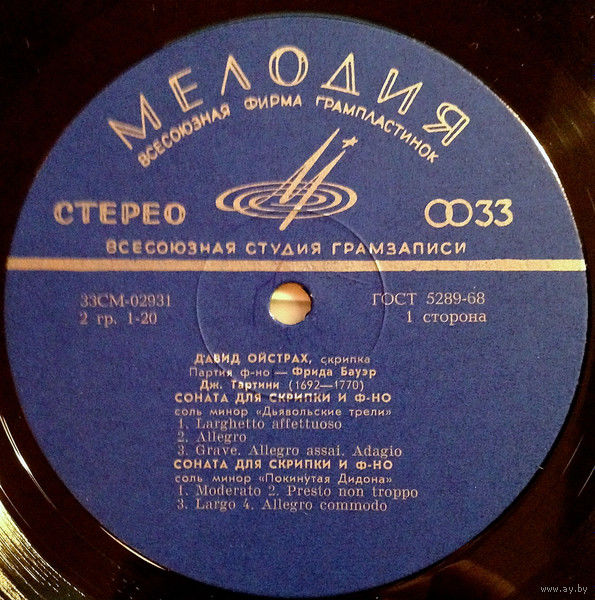 МЕЛОДИЯ
ВСЕСОЮЗНАЯ ФИРМА ГРАМПЛАСТИНОК
СТЕРЕО
33
ВСЕСОЮЗНАЯ СТУДИЯ ГРАМЗАПИСИ
33СМ-02931
ГОСТ 5289-68
2 гр. 1-20
1 сторона
ДАВИД ОЙСТРАХ, скрипка
Партия ф-но — Фрида Бауэр
Дж. Тартини (1692—1770)
СОНАТА ДЛЯ СКРИПКИ И Ф-НО
соль минор «Дьявольские трели»
1. Larghetto affettuoso
2. Allegro
3. Grave. Allegro assai. Adagio
СОНАТА ДЛЯ СКРИПКИ И Ф-НО
соль минор «Покинутая Дидона»
1. Moderato 2. Presto non troppo
3. Largo 4. Allegro commodo
www.ay.by